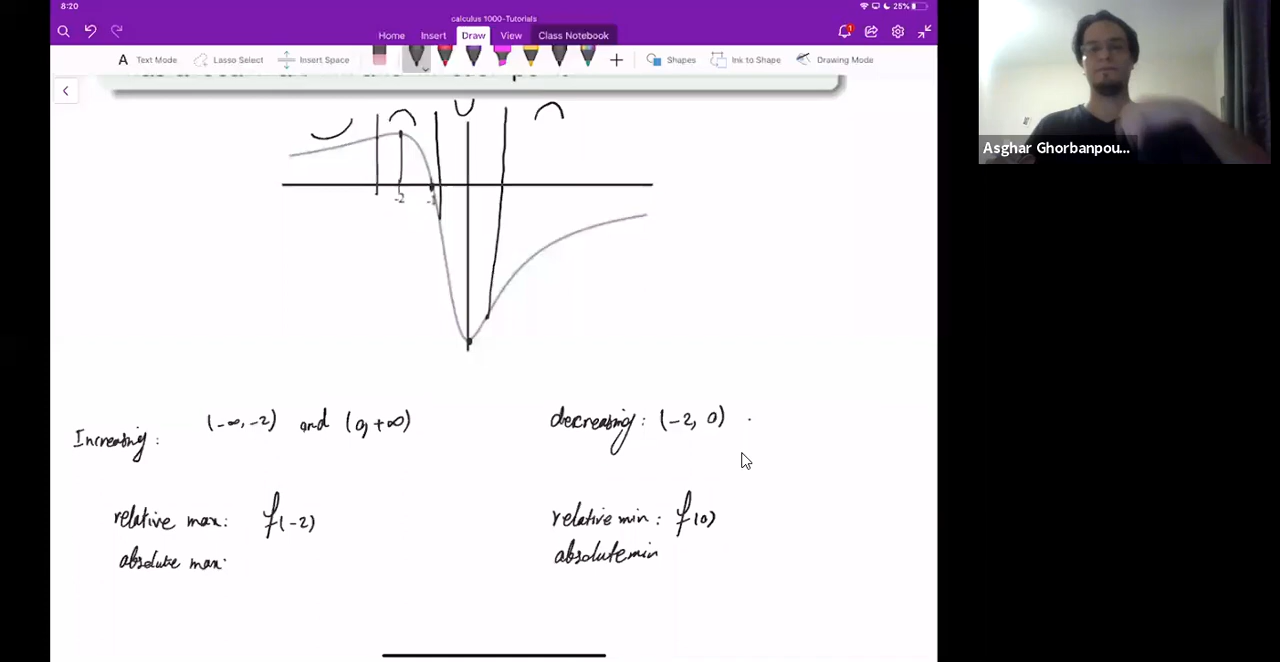 8:20
25%
calculus 1000-Tutorials
Home Insert Draw View Class Notebook
Text Mode Lasso Select Insert Space Shapes Ink to Shape Drawing Mode
-2 -1
Increasing: (-∞, -2) and (0, +∞)
decreasing: (-2, 0)
relative max: f(-2)
relative min: f(0)
absolute max:
absolute min
Asghar Ghorbanpou...